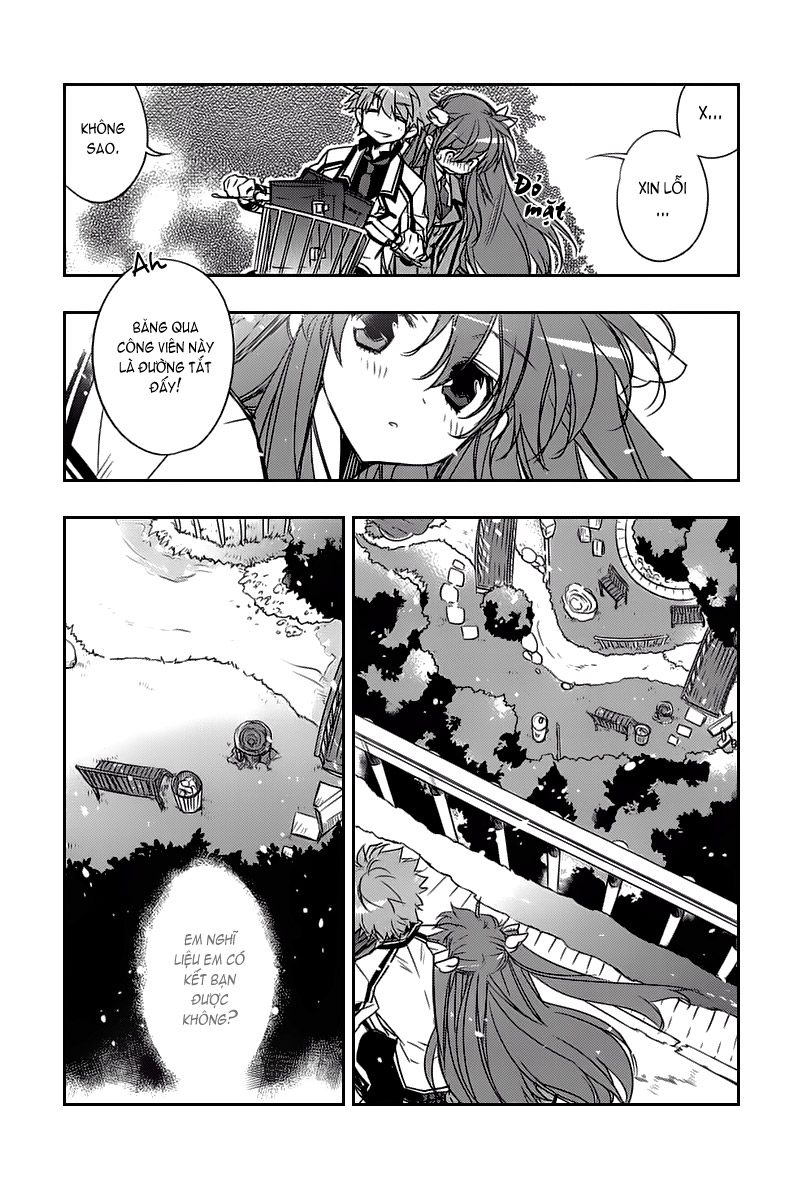 X...
XIN LỖI
...
Đỏ
mặt
KHÔNG
SAO.
Ah
BĂNG QUA
CÔNG VIÊN NÀY
LÀ ĐƯỜNG TẮT
ĐẤY!
EM NGHĨ
LIỆU EM CÓ
KẾT BẠN
ĐƯỢC
KHÔNG?